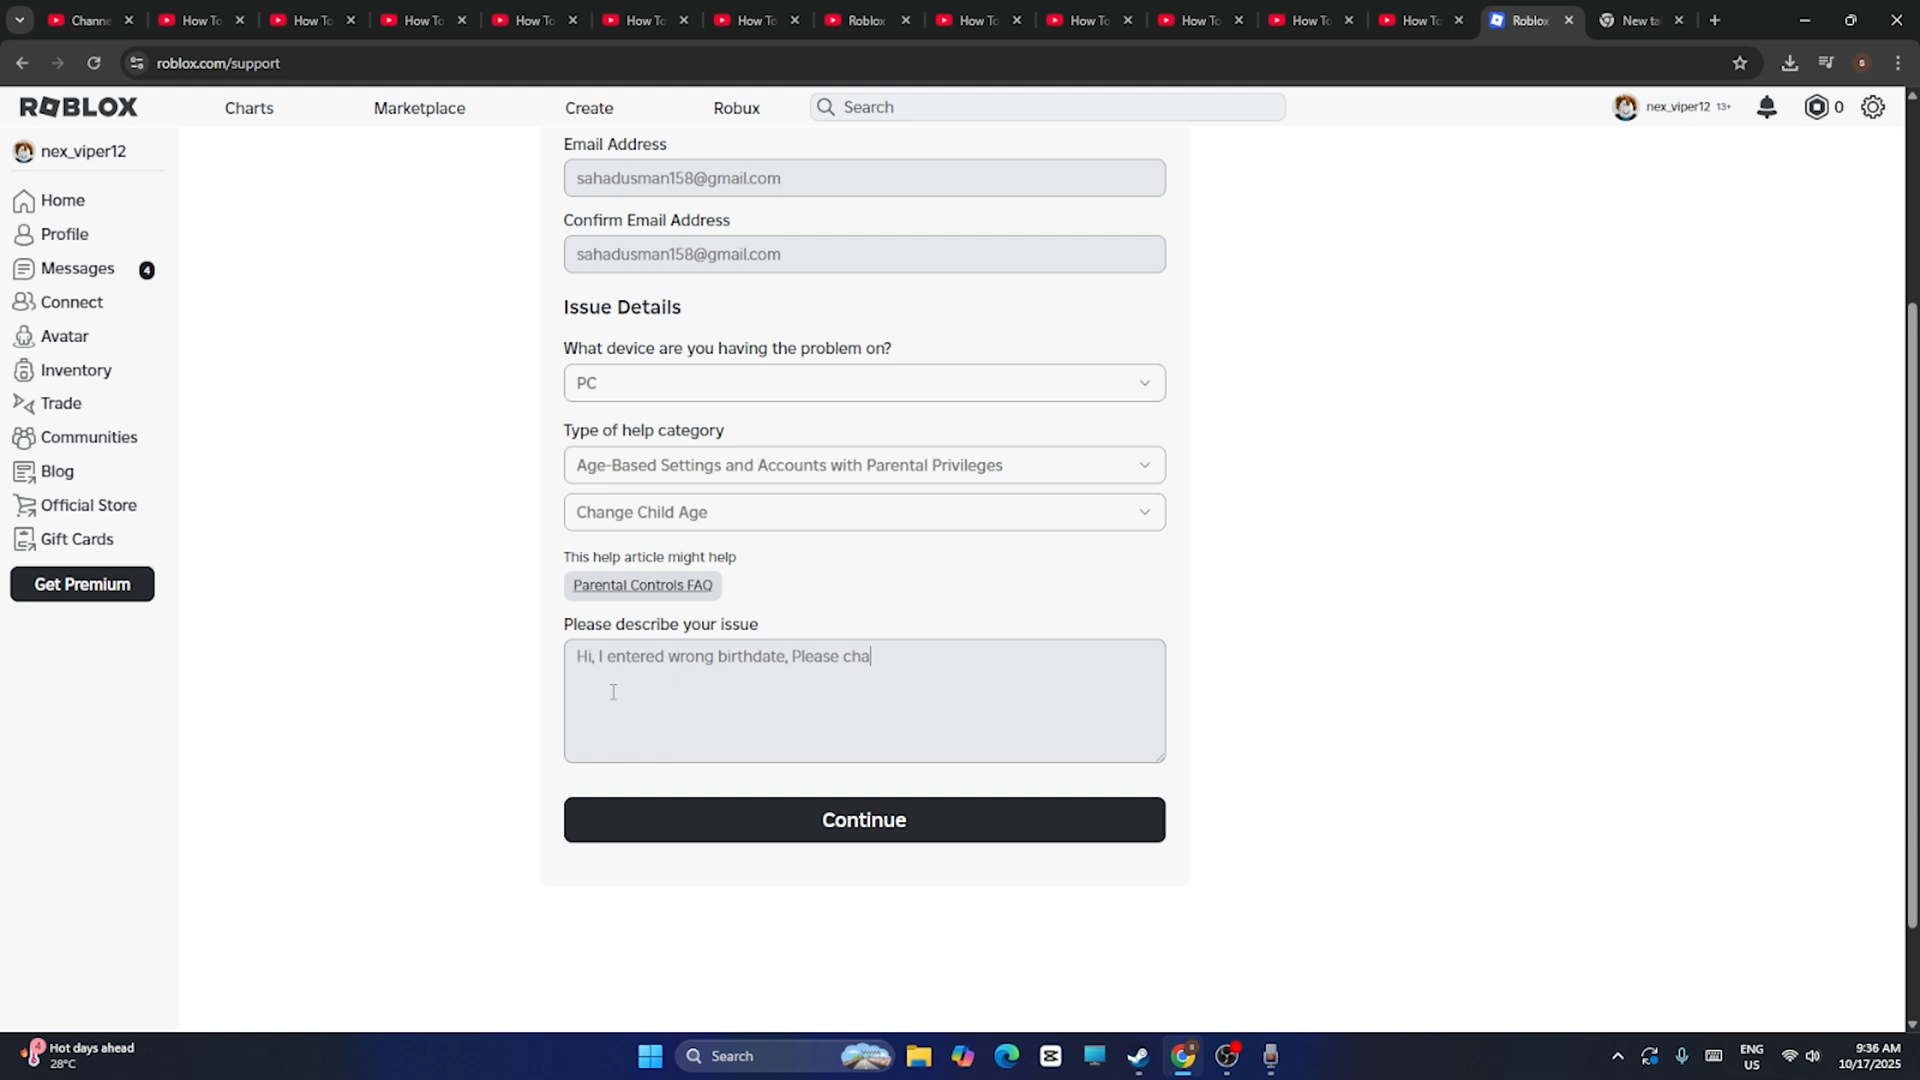 Channe
How To
How To
How To
How To
How To
How To
Roblox
How To
How To
How To
How To
How To
Roblox
New ta
roblox.com/support
s
ROBLOX
Charts
Marketplace
Create
Robux
Search
nex_viper12 13+
0
nex_viper12
Home
Profile
Messages 4
Connect
Avatar
Inventory
Trade
Communities
Blog
Official Store
Gift Cards
Get Premium
Email Address
sahadusman158@gmail.com
Confirm Email Address
sahadusman158@gmail.com
Issue Details
What device are you having the problem on?
PC
Type of help category
Age-Based Settings and Accounts with Parental Privileges
Change Child Age
This help article might help
Parental Controls FAQ
Please describe your issue
Hi, I entered wrong birthdate, Please cha
Continue
4
Hot days ahead
28°C
Search
ENG
US
9:36 AM
10/17/2025